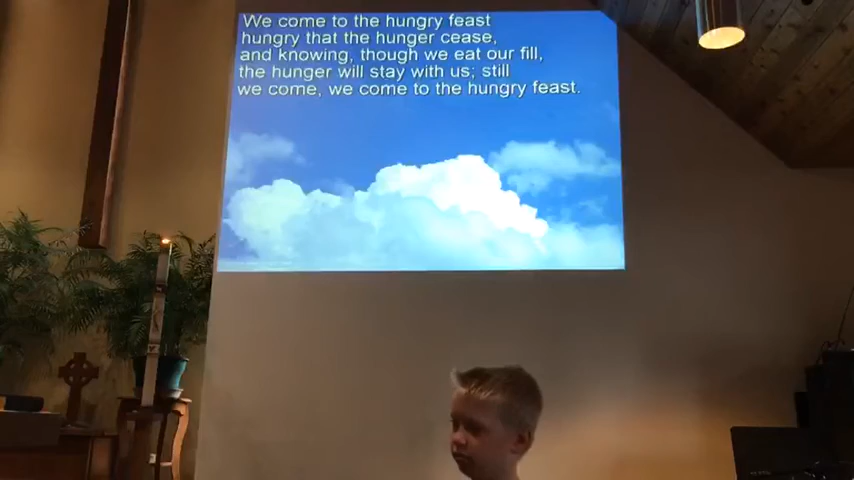 We come to the hungry feast
hungry that the hunger cease,
and knowing, though we eat our fill,
the hunger will stay with us; still
we come, we come to the hungry feast.